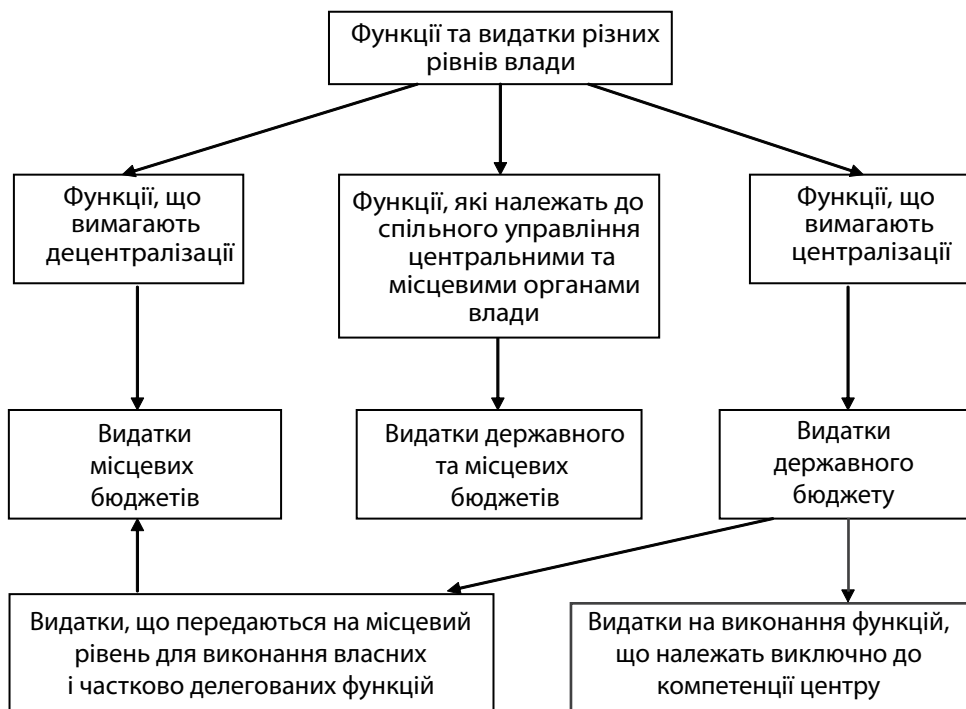 Функції та видатки різних
рівнів влади
Функції, що
вимагають
децентралізації
Функції, які належать до
спільного управління
центральними та
місцевими органами
влади
Функції, що
вимагають
централізації
Видатки
місцевих
бюджетів
Видатки державного
та місцевих
бюджетів
Видатки
державного
бюджету
Видатки, що передаються на місцевий
рівень для виконання власних
і частково делегованих функцій
Видатки на виконання функцій,
що належать виключно до
компетенції центру